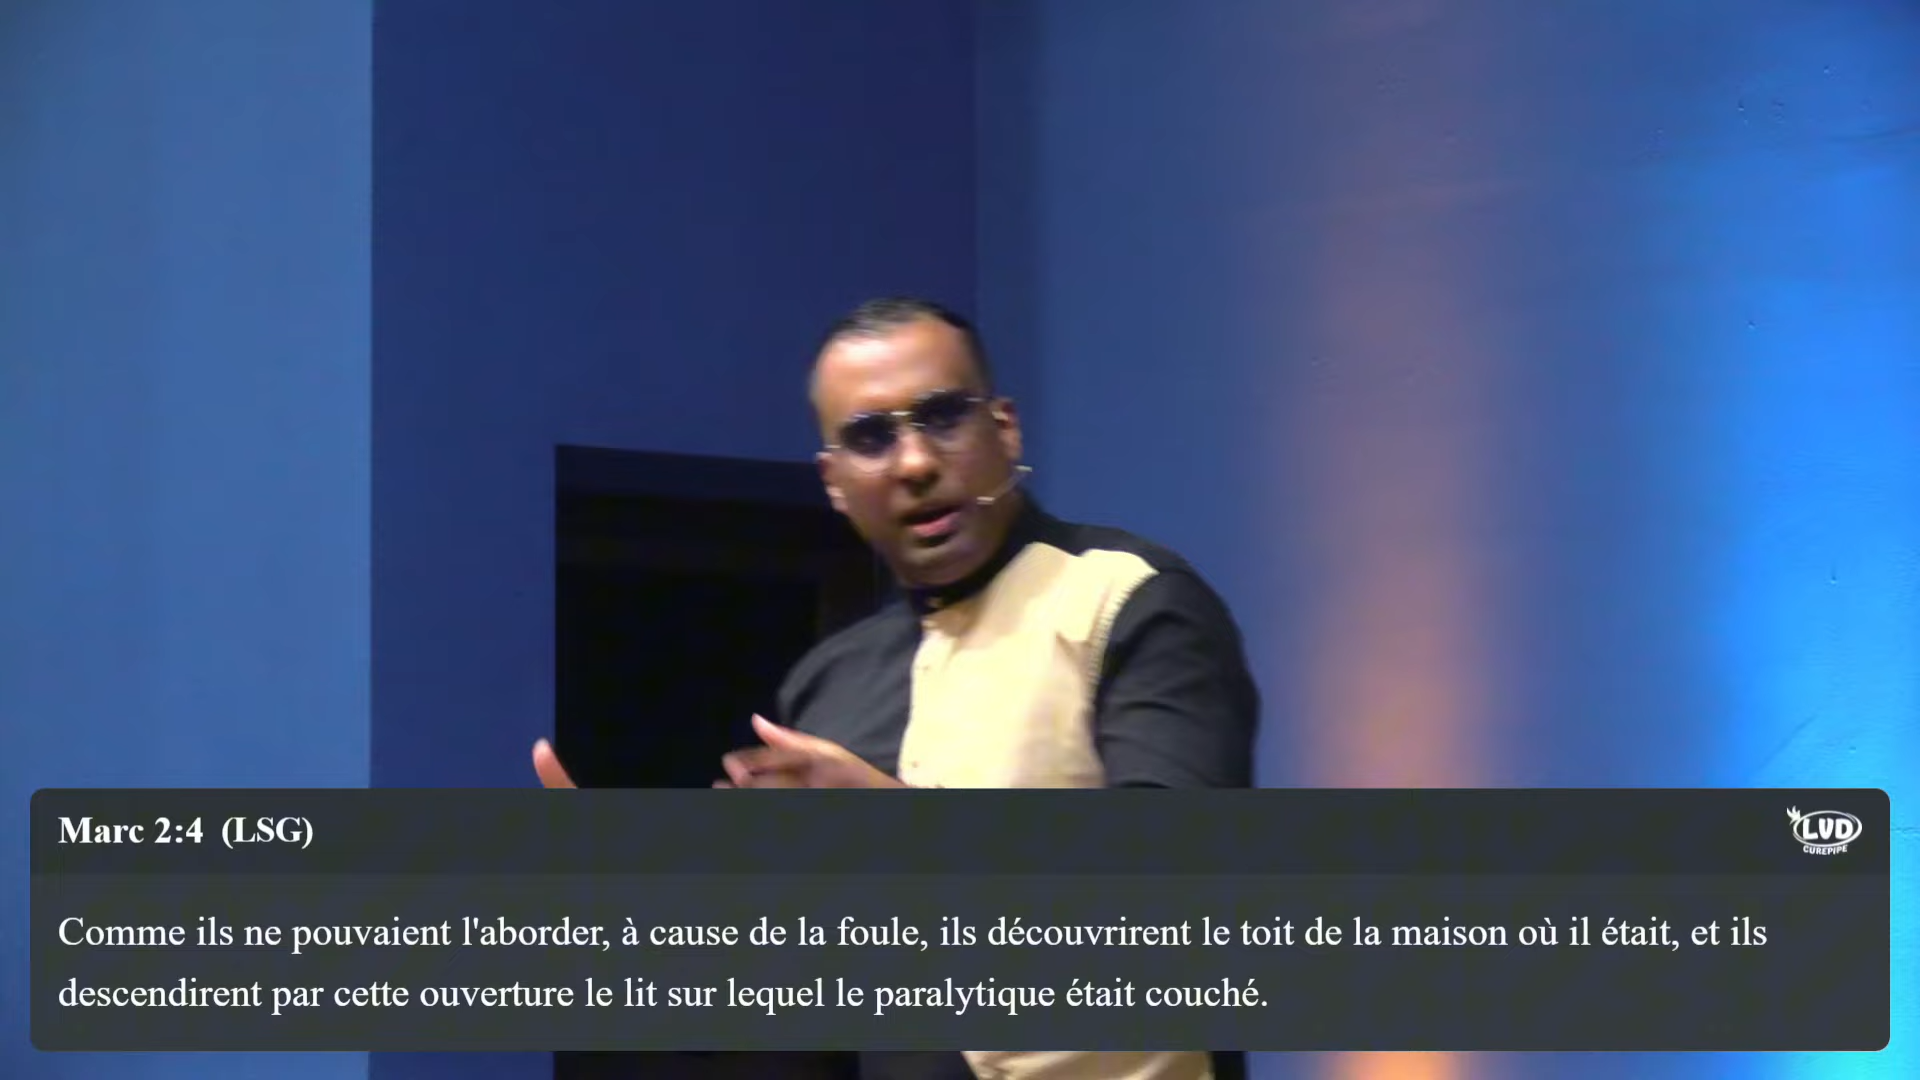 Marc 2:4 (LSG)
LVD
CUREPIPE
Comme ils ne pouvaient l'aborder, à cause de la foule, ils découvrirent le toit de la maison où il était, et ils
descendirent par cette ouverture le lit sur lequel le paralytique était couché.